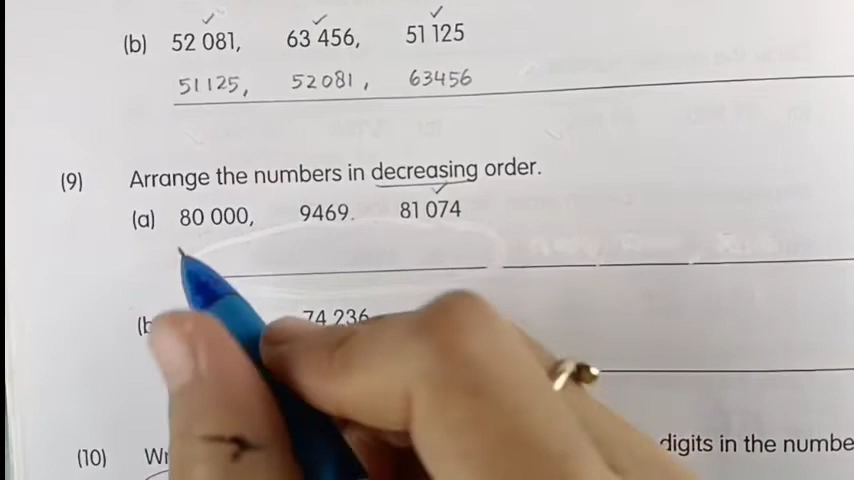 (b) 52 081, 63 456, 51 125
51125, 52081, 63456
(9) Arrange the numbers in decreasing order.
(a) 80 000, 9469. 81 074
(b 74 236
(10) Wr digits in the numbe